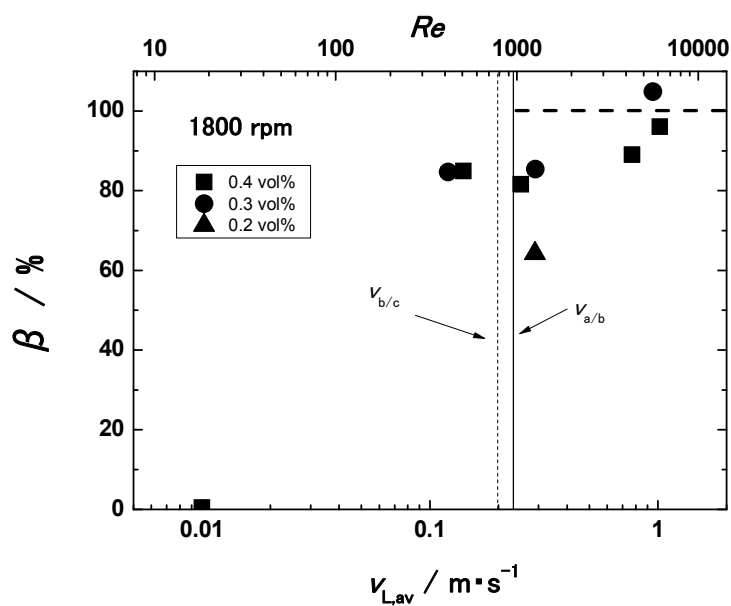 Re
10 100 1000 10000
1800 rpm
0.4 vol%
0.3 vol%
0.2 vol%
β / %
100
80
60
40
20
0
v_b/c
v_a/b
0.01 0.1 1
v_L,av / m·s⁻¹